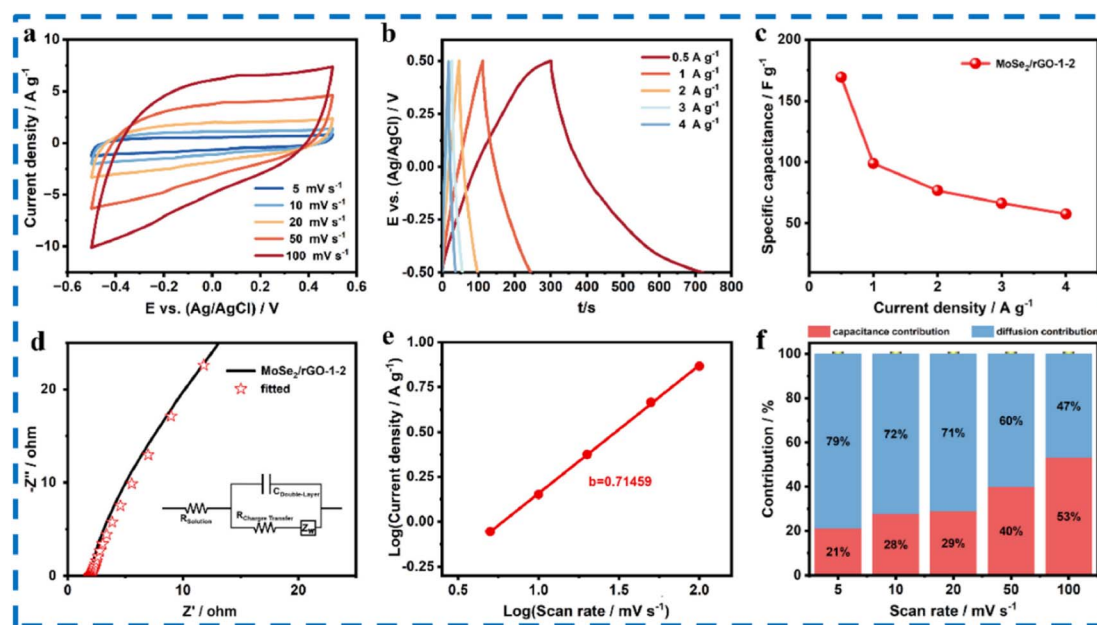 a
Current density / A g⁻¹
10
5
0
−5
−10
−0.6 −0.4 −0.2 0.0 0.2 0.4 0.6
E vs. (Ag/AgCl) / V
5 mV s⁻¹
10 mV s⁻¹
20 mV s⁻¹
50 mV s⁻¹
100 mV s⁻¹
b
E vs. (Ag/AgCl) / V
0.50
0.25
0.00
-0.25
-0.50
0 100 200 300 400 500 600 700 800
t/s
0.5 A g⁻¹
1 A g⁻¹
2 A g⁻¹
3 A g⁻¹
4 A g⁻¹
c
Specific capacitance / F g⁻¹
200
150
100
50
0 1 2 3 4
Current density / A g⁻¹
MoSe₂/rGO-1-2
d
-Z'' / ohm
20
10
0
0 10 20
Z' / ohm
MoSe₂/rGO-1-2
fitted
C Double-Layer
R Solution
R Charges Transfer
Z W
e
Log(Current density / A g⁻¹)
1.00
0.75
0.50
0.25
0.00
-0.25
0.5 1.0 1.5 2.0
Log(Scan rate / mV s⁻¹)
b=0.71459
f
capacitance contribution
diffusion contribution
Contribution / %
100
80
60
40
20
0
79% 72% 71% 60% 47%
21% 28% 29% 40% 53%
5 10 20 50 100
Scan rate / mV s⁻¹